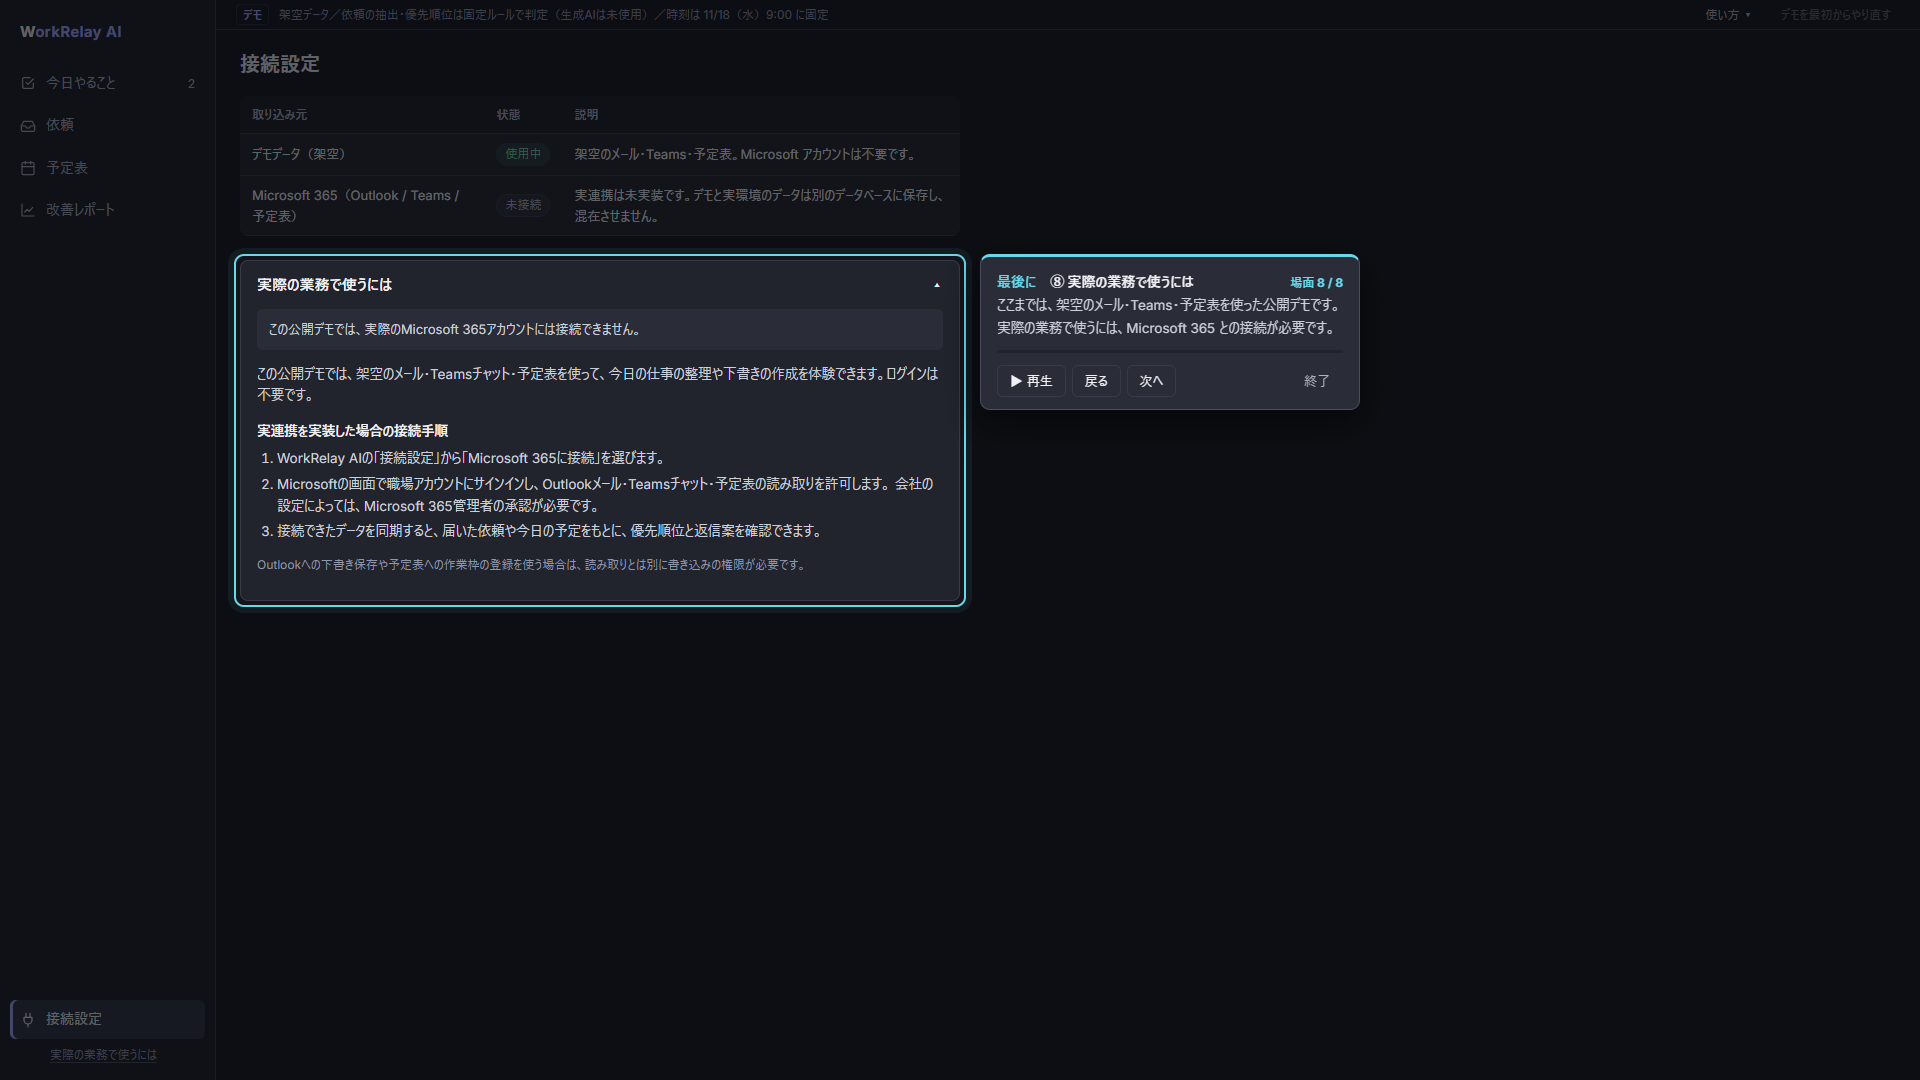 WorkRelay AI
今日やること 2
依頼
予定表
改善レポート
接続設定
実際の業務で使うには
デモ 架空データ／依頼の抽出・優先順位は固定ルールで判定（生成AIは未使用）／時刻は 11/18（水）9:00 に固定
使い方 ▼ デモを最初からやり直す
接続設定
取り込み元 状態 説明
デモデータ（架空） 使用中 架空のメール・Teams・予定表。Microsoft アカウントは不要です。
Microsoft 365（Outlook / Teams /
予定表）
未接続
実連携は未実装です。デモと実環境のデータは別のデータベースに保存し、
混在させません。
実際の業務で使うには ▲
この公開デモでは、実際のMicrosoft 365アカウントには接続できません。
この公開デモでは、架空のメール・Teamsチャット・予定表を使って、今日の仕事の整理や下書きの作成を体験できます。ログインは
不要です。
実連携を実装した場合の接続手順
1. WorkRelay AIの「接続設定」から「Microsoft 365に接続」を選びます。
2. Microsoftの画面で職場アカウントにサインインし、Outlookメール・Teamsチャット・予定表の読み取りを許可します。会社の
設定によっては、Microsoft 365管理者の承認が必要です。
3. 接続できたデータを同期すると、届いた依頼や今日の予定をもとに、優先順位と返信案を確認できます。
Outlookへの下書き保存や予定表への作業枠の登録を使う場合は、読み取りとは別に書き込みの権限が必要です。
最後に ⑧ 実際の業務で使うには 場面 8 / 8
ここまでは、架空のメール・Teams・予定表を使った公開デモです。
実際の業務で使うには、Microsoft 365 との接続が必要です。
▶ 再生 戻る 次へ 終了